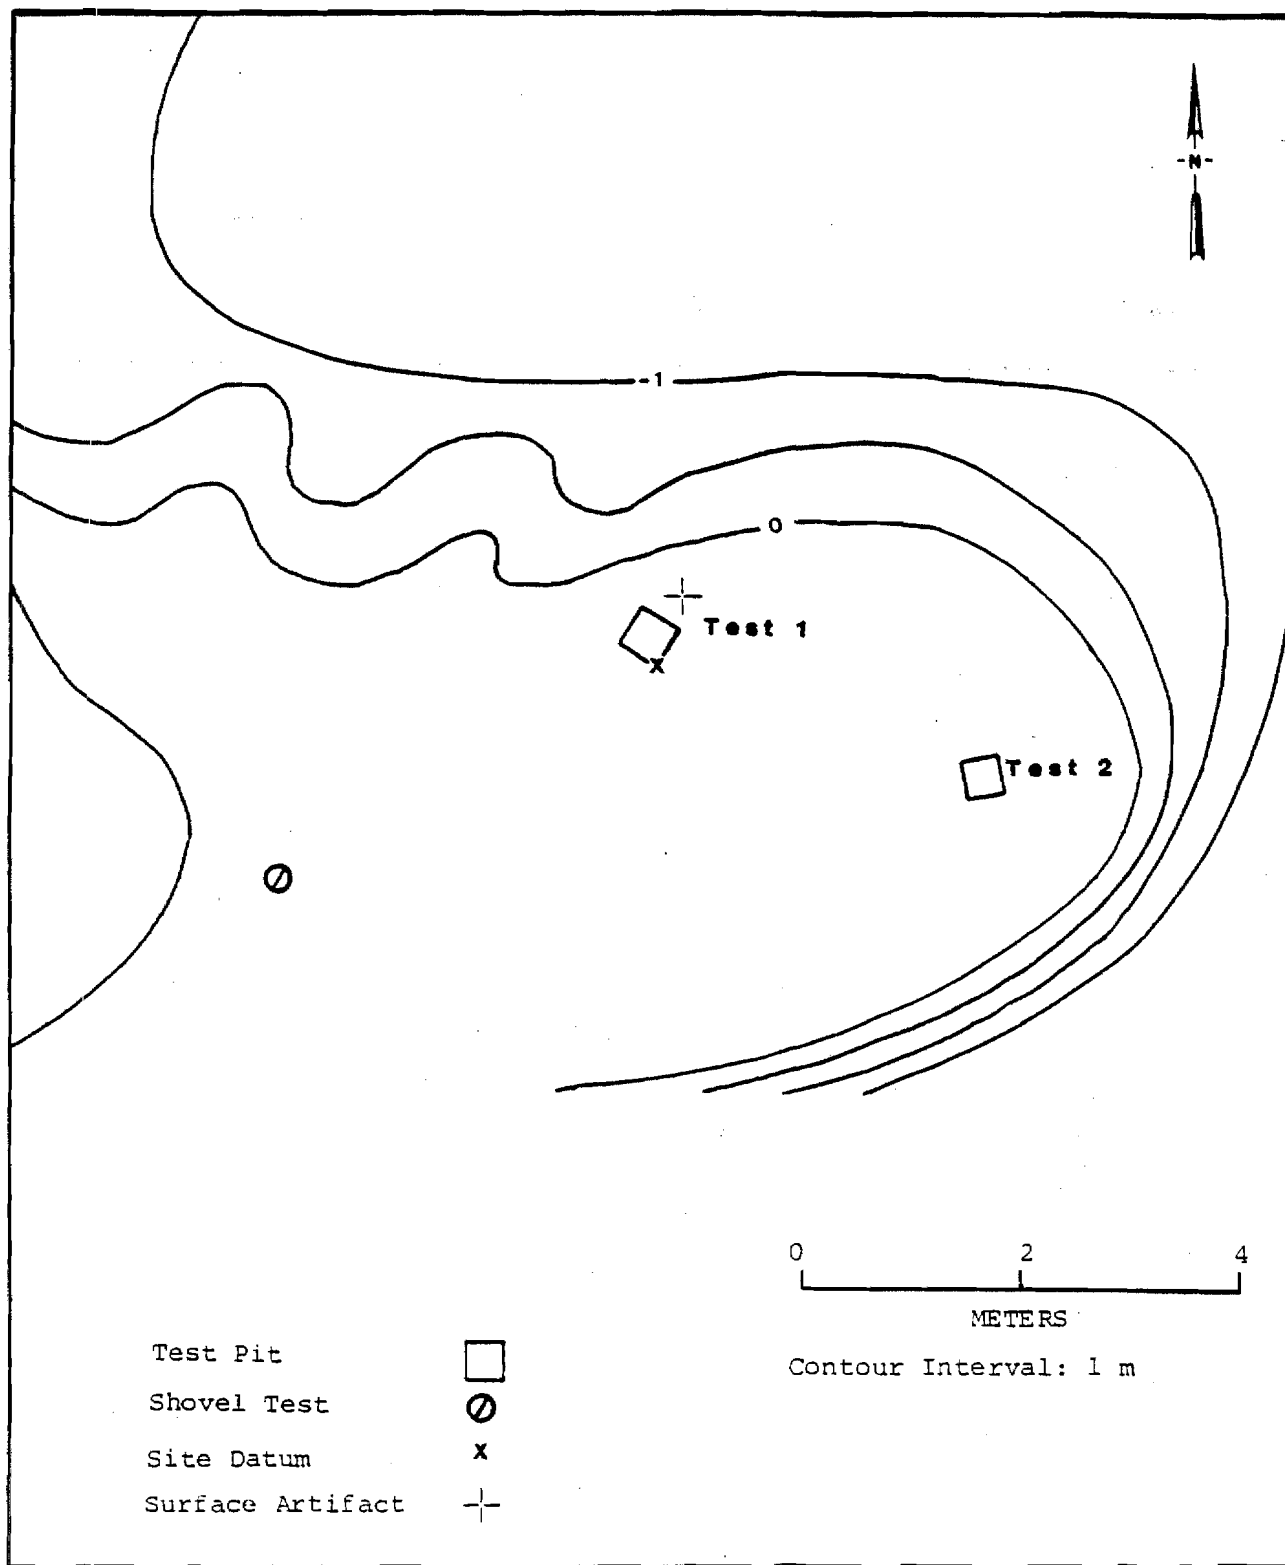 -N-
-1
0
Test 1
Test 2
0 2 4
METERS
Contour Interval: 1 m
Test Pit
Shovel Test
Site Datum x
Surface Artifact